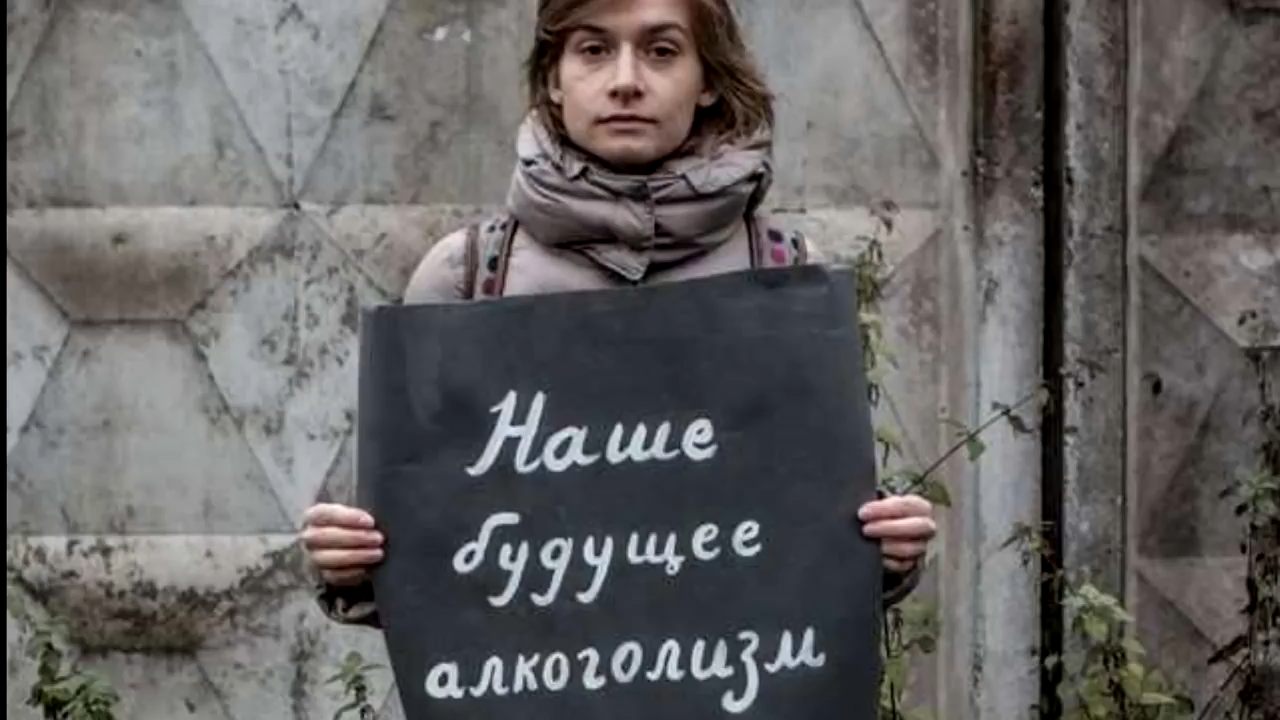 Наше
будущее
алкоголизм